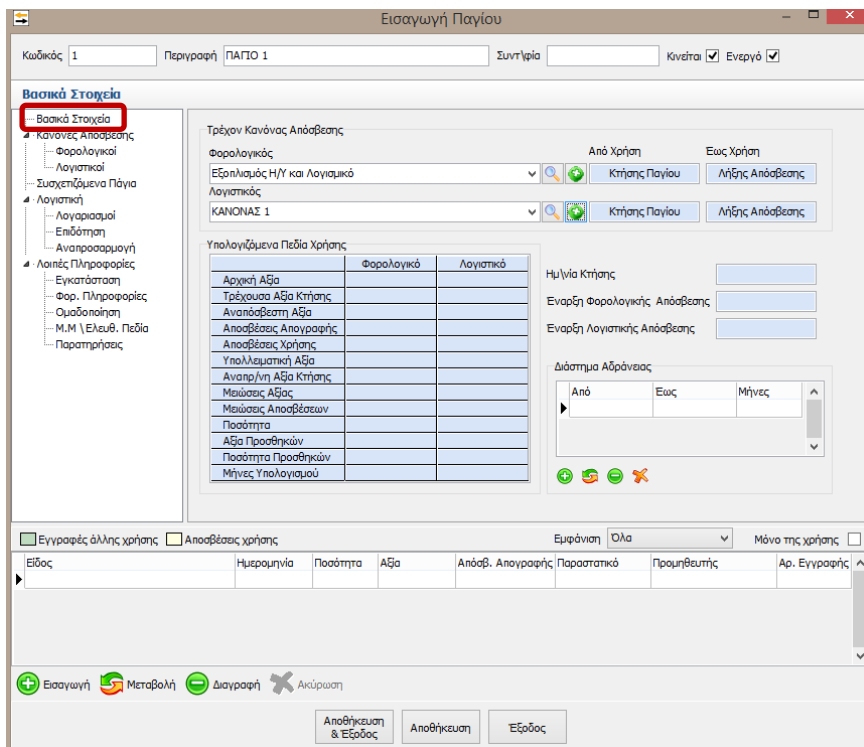 Εισαγωγή Παγίου
Κωδικός 1 Περιγραφή ΠΑΓΙΟ 1 Συντ\φία Κινείται Ενεργό
Βασικά Στοιχεία
Βασικά Στοιχεία
Κανόνες Απόσβεσης
Φορολογικοί
Λογιστικοί
Συσχετιζόμενα Πάγια
Λογιστική
Λογαριασμοί
Επιδότηση
Αναπροσαρμογή
Λοιπές Πληροφορίες
Εγκατάσταση
Φορ. Πληροφορίες
Ομαδοποίηση
Μ.Μ \ Ελευθ. Πεδία
Παρατηρήσεις
Τρέχον Κανόνας Απόσβεσης
Φορολογικός Από Χρήση Έως Χρήση
Εξοπλισμός Η/Υ και Λογισμικό Κτήσης Παγίου Λήξης Απόσβεσης
Λογιστικός
ΚΑΝΟΝΑΣ 1 Κτήσης Παγίου Λήξης Απόσβεσης
Υπολογιζόμενα Πεδία Χρήσης
Φορολογικό Λογιστικό
Αρχική Αξία
Τρέχουσα Αξία Κτήσης
Αναπόσβεστη Αξία
Αποσβέσεις Απογραφής
Αποσβέσεις Χρήσης
Υπολλειματική Αξία
Αναπρ/νη Αξία Κτήσης
Μειώσεις Αξίας
Μειώσεις Αποσβέσεων
Ποσότητα
Αξία Προσθηκών
Ποσότητα Προσθηκών
Μήνες Υπολογισμού
Ημ\νία Κτήσης
Έναρξη Φορολογικής Απόσβεσης
Έναρξη Λογιστικής Απόσβεσης
Διάστημα Αδράνειας
Από Έως Μήνες
Εγγραφές άλλης χρήσης Αποσβέσεις χρήσης Εμφάνιση Όλα Μόνο της χρήσης
Είδος Ημερομηνία Ποσότητα Αξία Απόσβ. Απογραφής Παραστατικό Προμηθευτής Αρ. Εγγραφής
Εισαγωγή Μεταβολή Διαγραφή Ακύρωση
Αποθήκευση
& Έξοδος Αποθήκευση Έξοδος